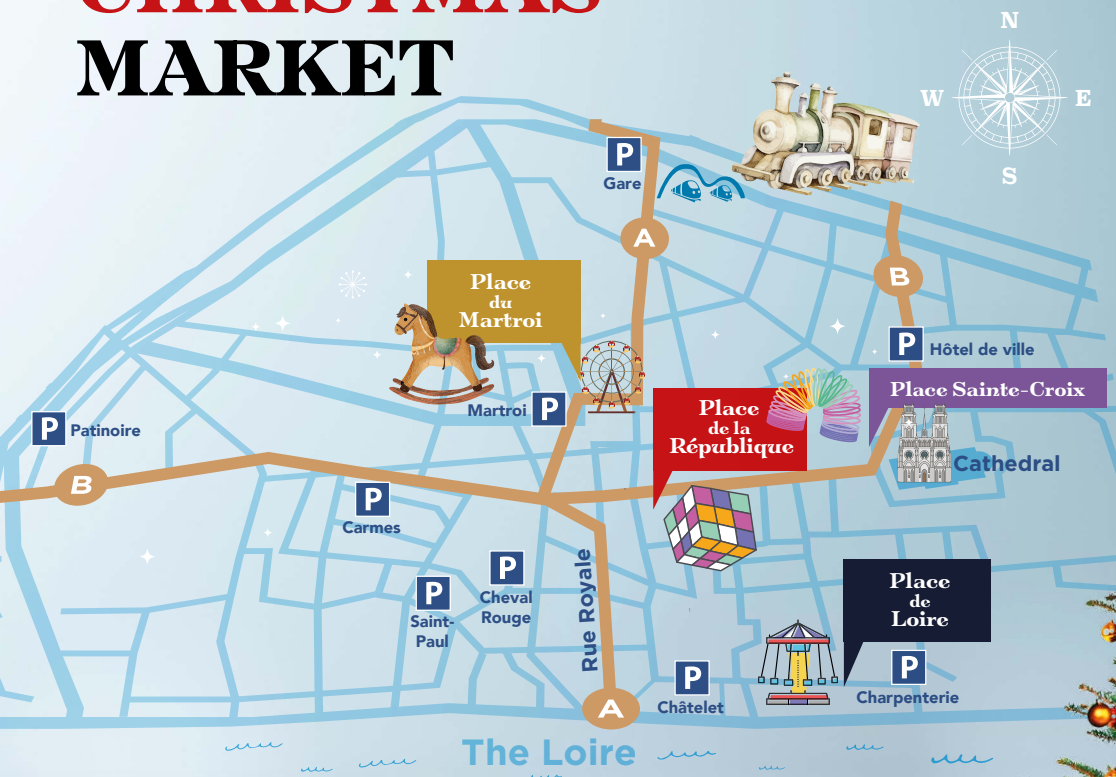 CHRISTMAS
MARKET
N
W
E
S
P
Gare
A
B
Place
du
Martroi
P
Hôtel de ville
Place Sainte-Croix
Martroi
P
Place
de la
République
P
Patinoire
Cathedral
B
P
Carmes
P
Cheval
Rouge
P
Saint-
Paul
Rue Royale
Place
de
Loire
P
Châtelet
P
Charpenterie
A
The Loire